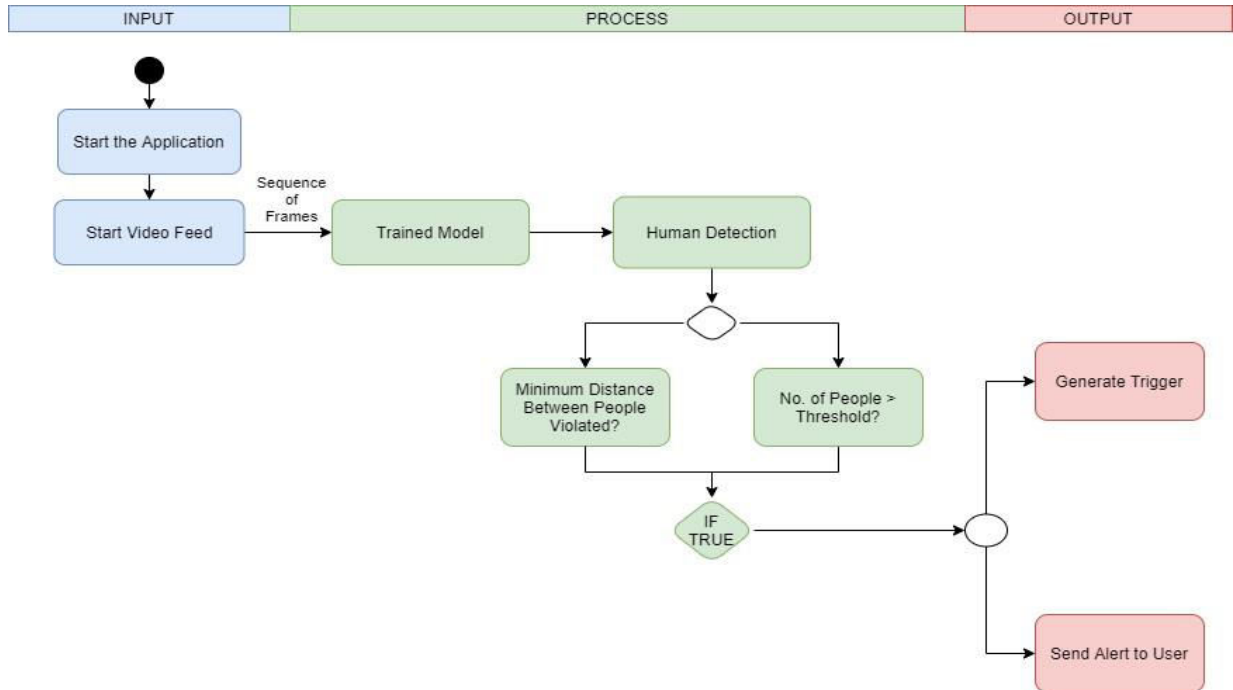 INPUT
PROCESS
OUTPUT
Start the Application
Sequence
of
Frames
Start Video Feed
Trained Model
Human Detection
Minimum Distance
Between People
Violated?
No. of People >
Threshold?
Generate Trigger
IF
TRUE
Send Alert to User